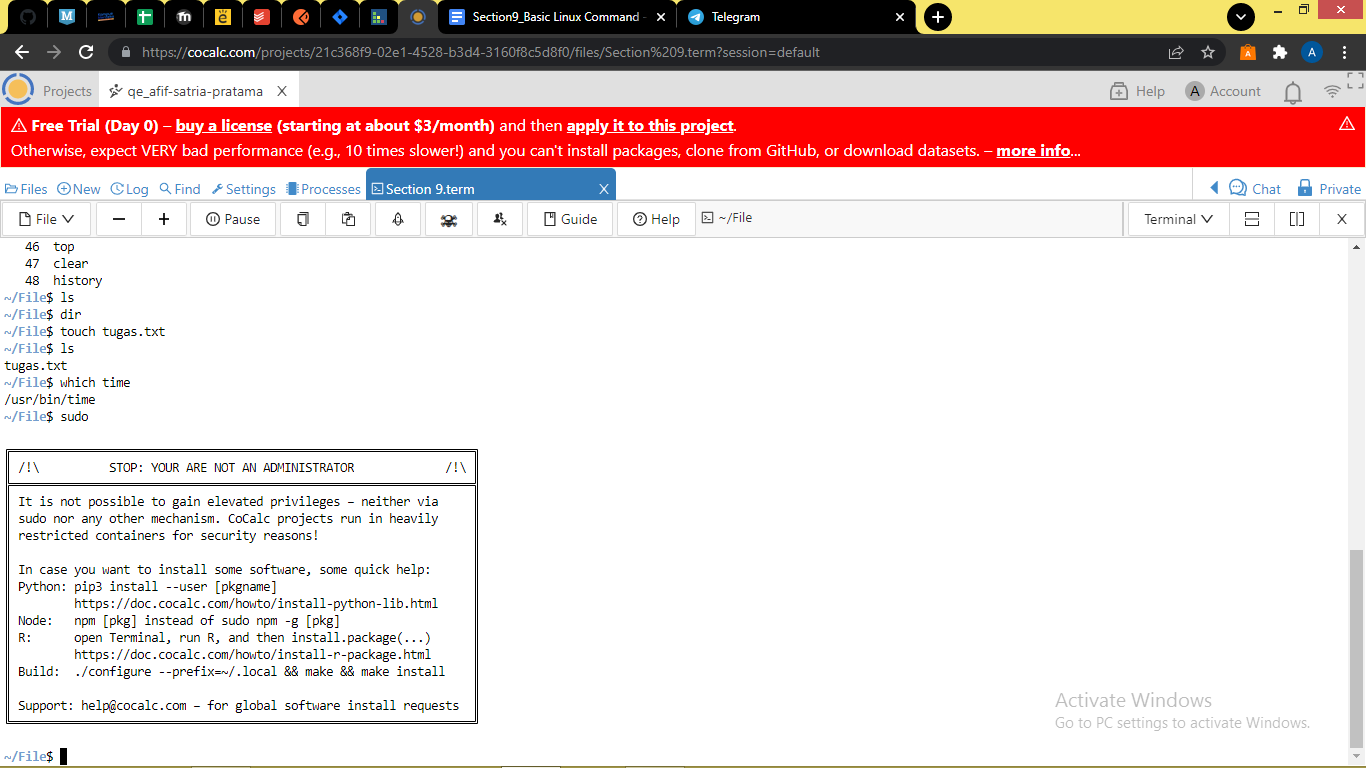 Section9_Basic Linux Command -
Telegram
https://cocalc.com/projects/21c368f9-02e1-4528-b3d4-3160f8c5d8f0/files/Section%209.term?session=default
A
Projects
qe_afif-satria-pratama
Help
A Account
Free Trial (Day 0) – buy a license (starting at about $3/month) and then apply it to this project.
Otherwise, expect VERY bad performance (e.g., 10 times slower!) and you can't install packages, clone from GitHub, or download datasets. – more info...
Files New Log Find Settings Processes Section 9.term Chat Private
File Pause Guide Help ~/File Terminal
46 top
47 clear
48 history
~/File$ ls
~/File$ dir
~/File$ touch tugas.txt
~/File$ ls
tugas.txt
~/File$ which time
/usr/bin/time
~/File$ sudo
/!\ STOP: YOUR ARE NOT AN ADMINISTRATOR /!\
It is not possible to gain elevated privileges – neither via
sudo nor any other mechanism. CoCalc projects run in heavily
restricted containers for security reasons!
In case you want to install some software, some quick help:
Python: pip3 install --user [pkgname]
https://doc.cocalc.com/howto/install-python-lib.html
Node: npm [pkg] instead of sudo npm -g [pkg]
R: open Terminal, run R, and then install.package(...)
https://doc.cocalc.com/howto/install-r-package.html
Build: ./configure --prefix=~/.local && make && make install
Support: help@cocalc.com – for global software install requests
~/File$
Activate Windows
Go to PC settings to activate Windows.